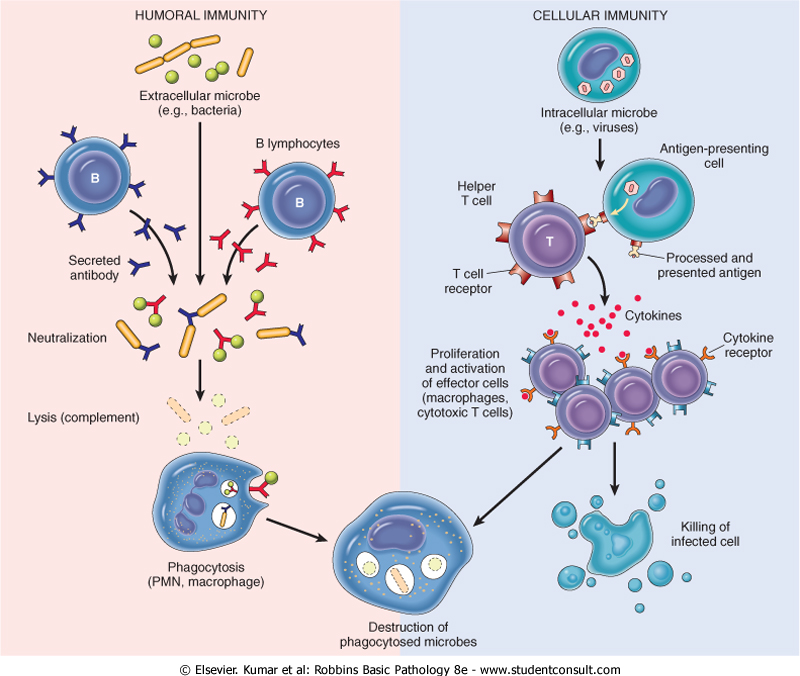 HUMORAL IMMUNITY
Extracellular microbe
(e.g., bacteria)
B lymphocytes
B
B
Secreted
antibody
Neutralization
Lysis (complement)
Phagocytosis
(PMN, macrophage)
CELLULAR IMMUNITY
Intracellular microbe
(e.g., viruses)
Antigen-presenting
cell
Helper
T cell
T
T cell
receptor
Processed and
presented antigen
Cytokines
Cytokine
receptor
Proliferation
and activation
of effector cells
(macrophages,
cytotoxic T cells)
Killing of
infected cell
Destruction of
phagocytosed microbes
© Elsevier. Kumar et al: Robbins Basic Pathology 8e - www.studentconsult.com